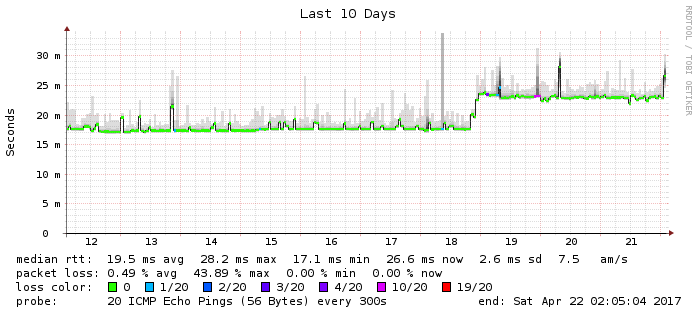 Last 10 Days
RRDTOOL / TOBI OETIKER
Seconds
30 m
25 m
20 m
15 m
10 m
5 m
0
12 13 14 15 16 17 18 19 20 21
median rtt: 19.5 ms avg 28.2 ms max 17.1 ms min 26.6 ms now 2.6 ms sd 7.5 am/s
packet loss: 0.49 % avg 43.89 % max 0.00 % min 0.00 % now
loss color: 0 1/20 2/20 3/20 4/20 10/20 19/20
probe: 20 ICMP Echo Pings (56 Bytes) every 300s end: Sat Apr 22 02:05:04 2017